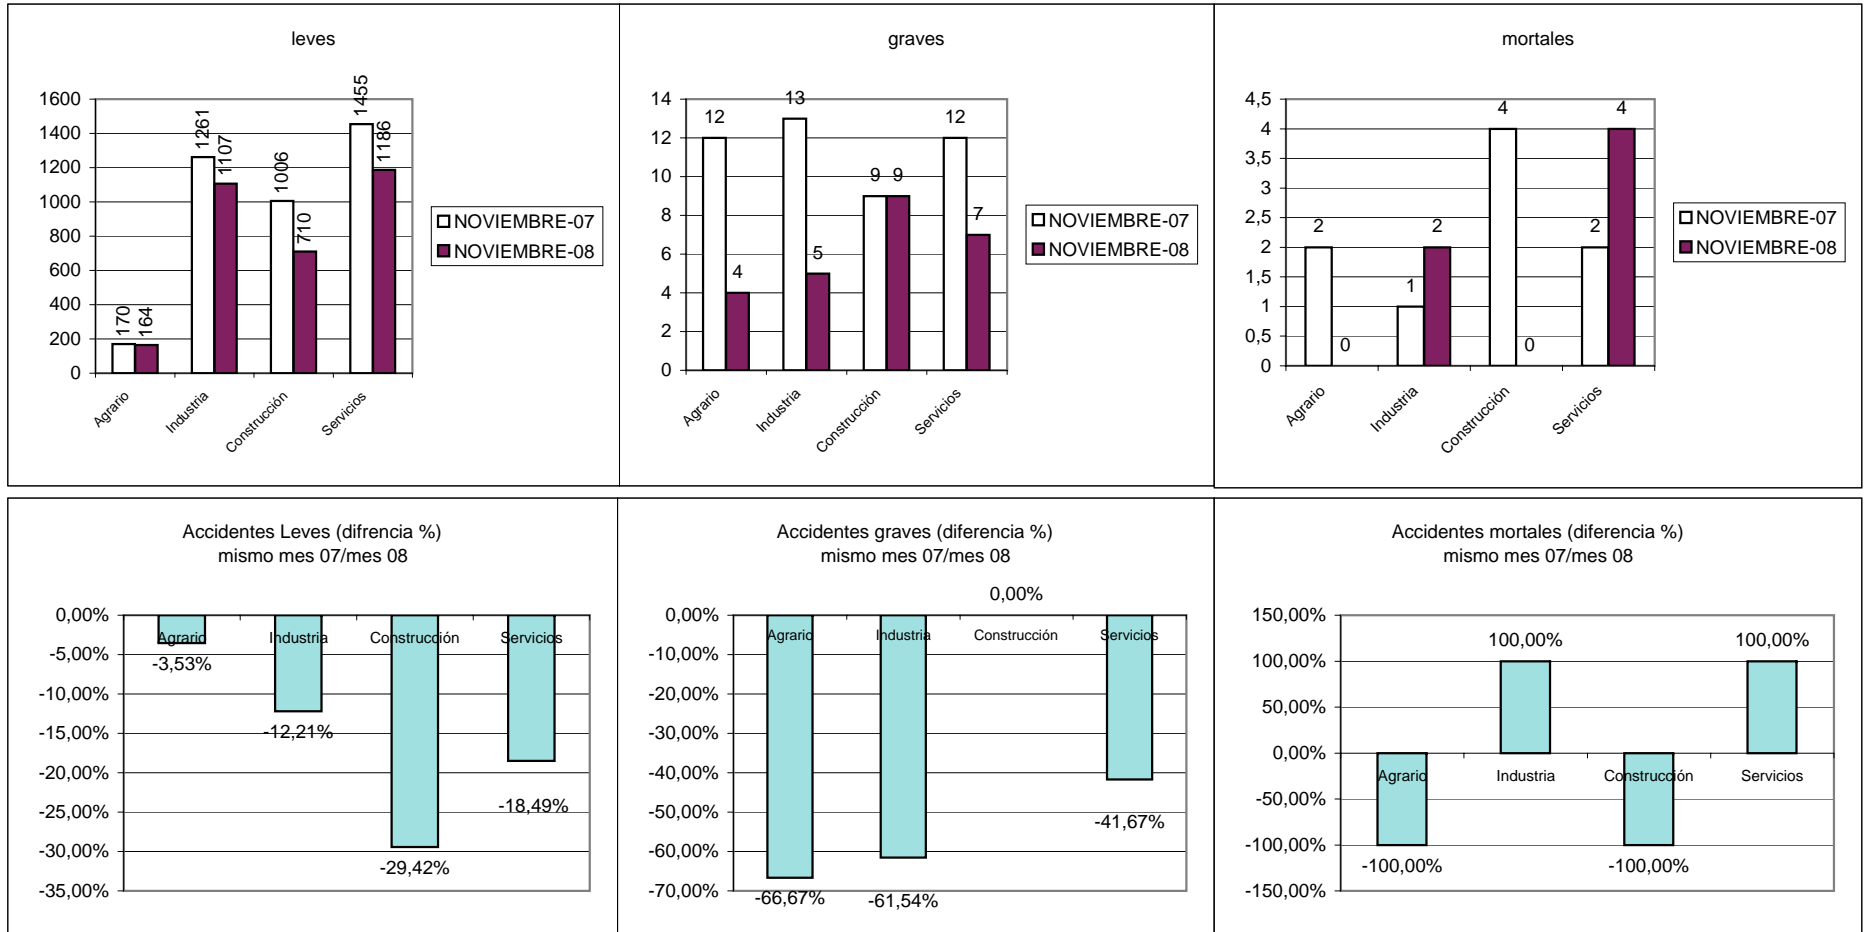 leves
1600
1400
1200
1000
800
600
400
200
0
170
164
1261
1107
1006
710
1455
1186
Agrario
Industria
Construcción
Servicios
NOVIEMBRE-07
NOVIEMBRE-08
graves
14
12
10
8
6
4
2
0
12
4
13
5
9
9
12
7
Agrario
Industria
Construcción
Servicios
NOVIEMBRE-07
NOVIEMBRE-08
mortales
4,5
4
3,5
3
2,5
2
1,5
1
0,5
0
2
0
1
2
4
0
2
4
Agrario
Industria
Construcción
Servicios
NOVIEMBRE-07
NOVIEMBRE-08
Accidentes Leves (difrencia %)
mismo mes 07/mes 08
0,00%
-5,00%
-10,00%
-15,00%
-20,00%
-25,00%
-30,00%
-35,00%
Agrario
Industria
Construcción
Servicios
-3,53%
-12,21%
-29,42%
-18,49%
Accidentes graves (diferencia %)
mismo mes 07/mes 08
0,00%
-10,00%
-20,00%
-30,00%
-40,00%
-50,00%
-60,00%
-70,00%
0,00%
Agrario
Industria
Construcción
Servicios
-66,67%
-61,54%
-41,67%
Accidentes mortales (diferencia %)
mismo mes 07/mes 08
150,00%
100,00%
50,00%
0,00%
-50,00%
-100,00%
-150,00%
100,00%
100,00%
Agrario
Industria
Construcción
Servicios
-100,00%
-100,00%